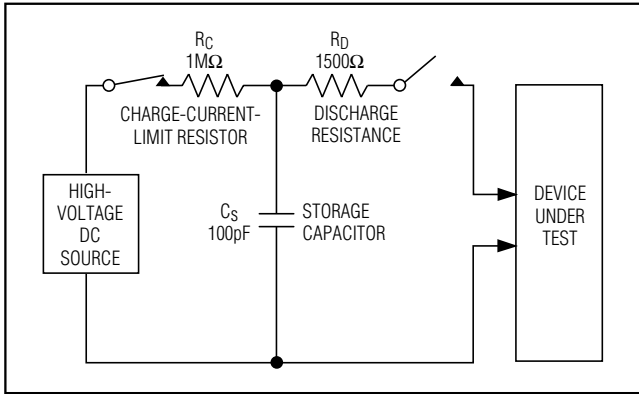 R_C
1MΩ
CHARGE-CURRENT-
LIMIT RESISTOR
R_D
1500Ω
DISCHARGE
RESISTANCE
HIGH-
VOLTAGE
DC
SOURCE
C_S
100pF
STORAGE
CAPACITOR
DEVICE
UNDER
TEST